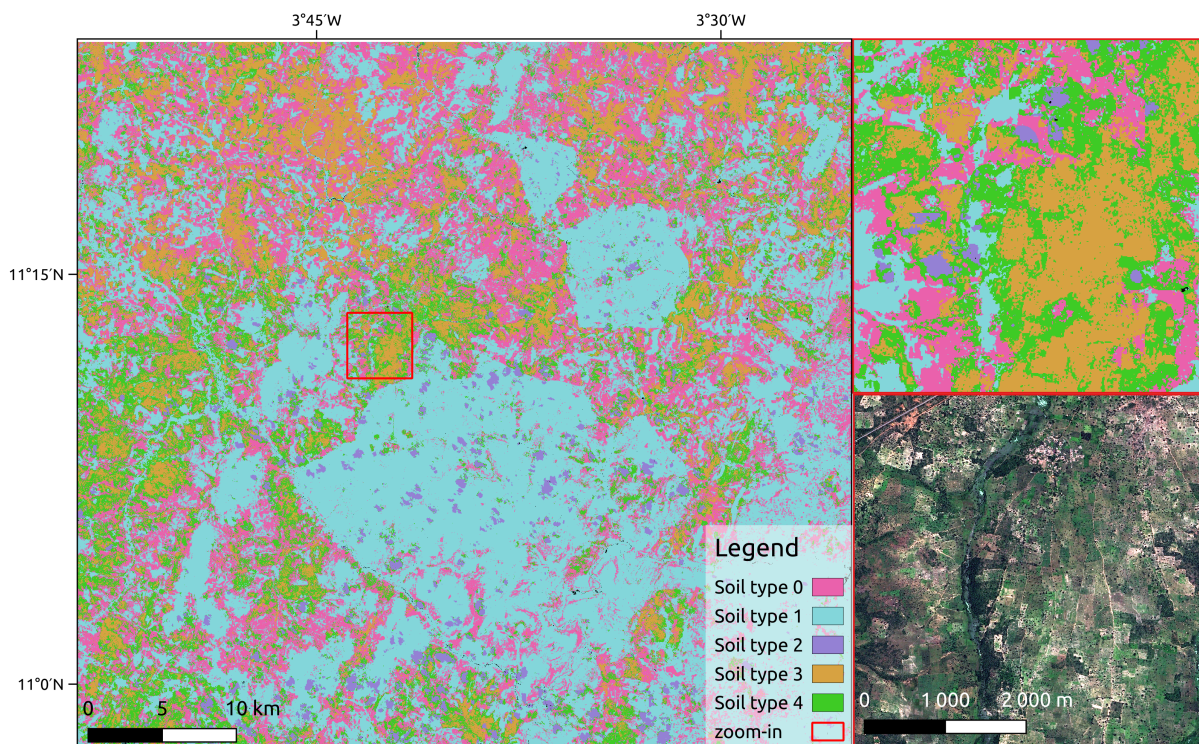 3°45′W 3°30′W
11°15′N
11°0′N
0 5 10 km
Legend
Soil type 0
Soil type 1
Soil type 2
Soil type 3
Soil type 4
zoom-in
0 1 000 2 000 m